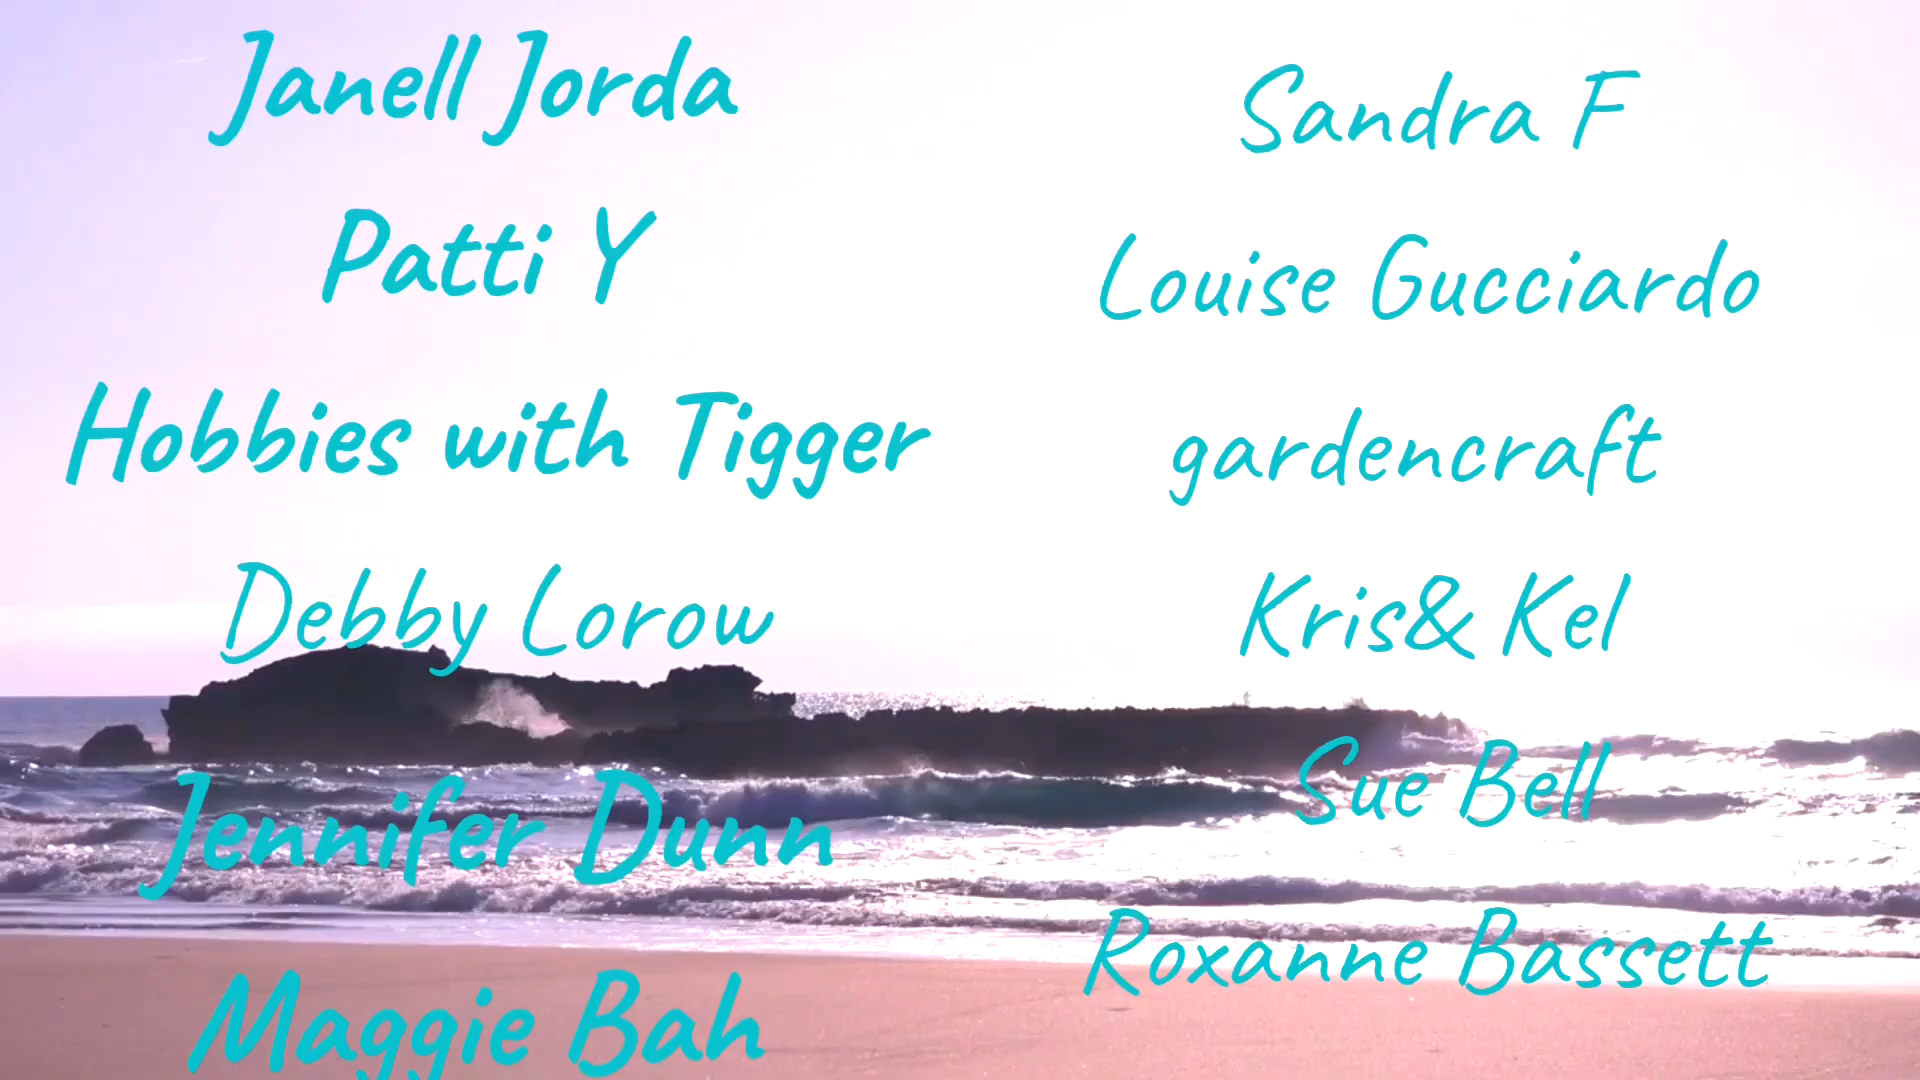 Janell Jorda
Patti Y
Hobbies with Tigger
Debby Lorow
Jennifer Dunn
Maggie Bah
Sandra F
Louise Gucciardo
gardencraft
Kris& Kel
Sue Bell
Roxanne Bassett